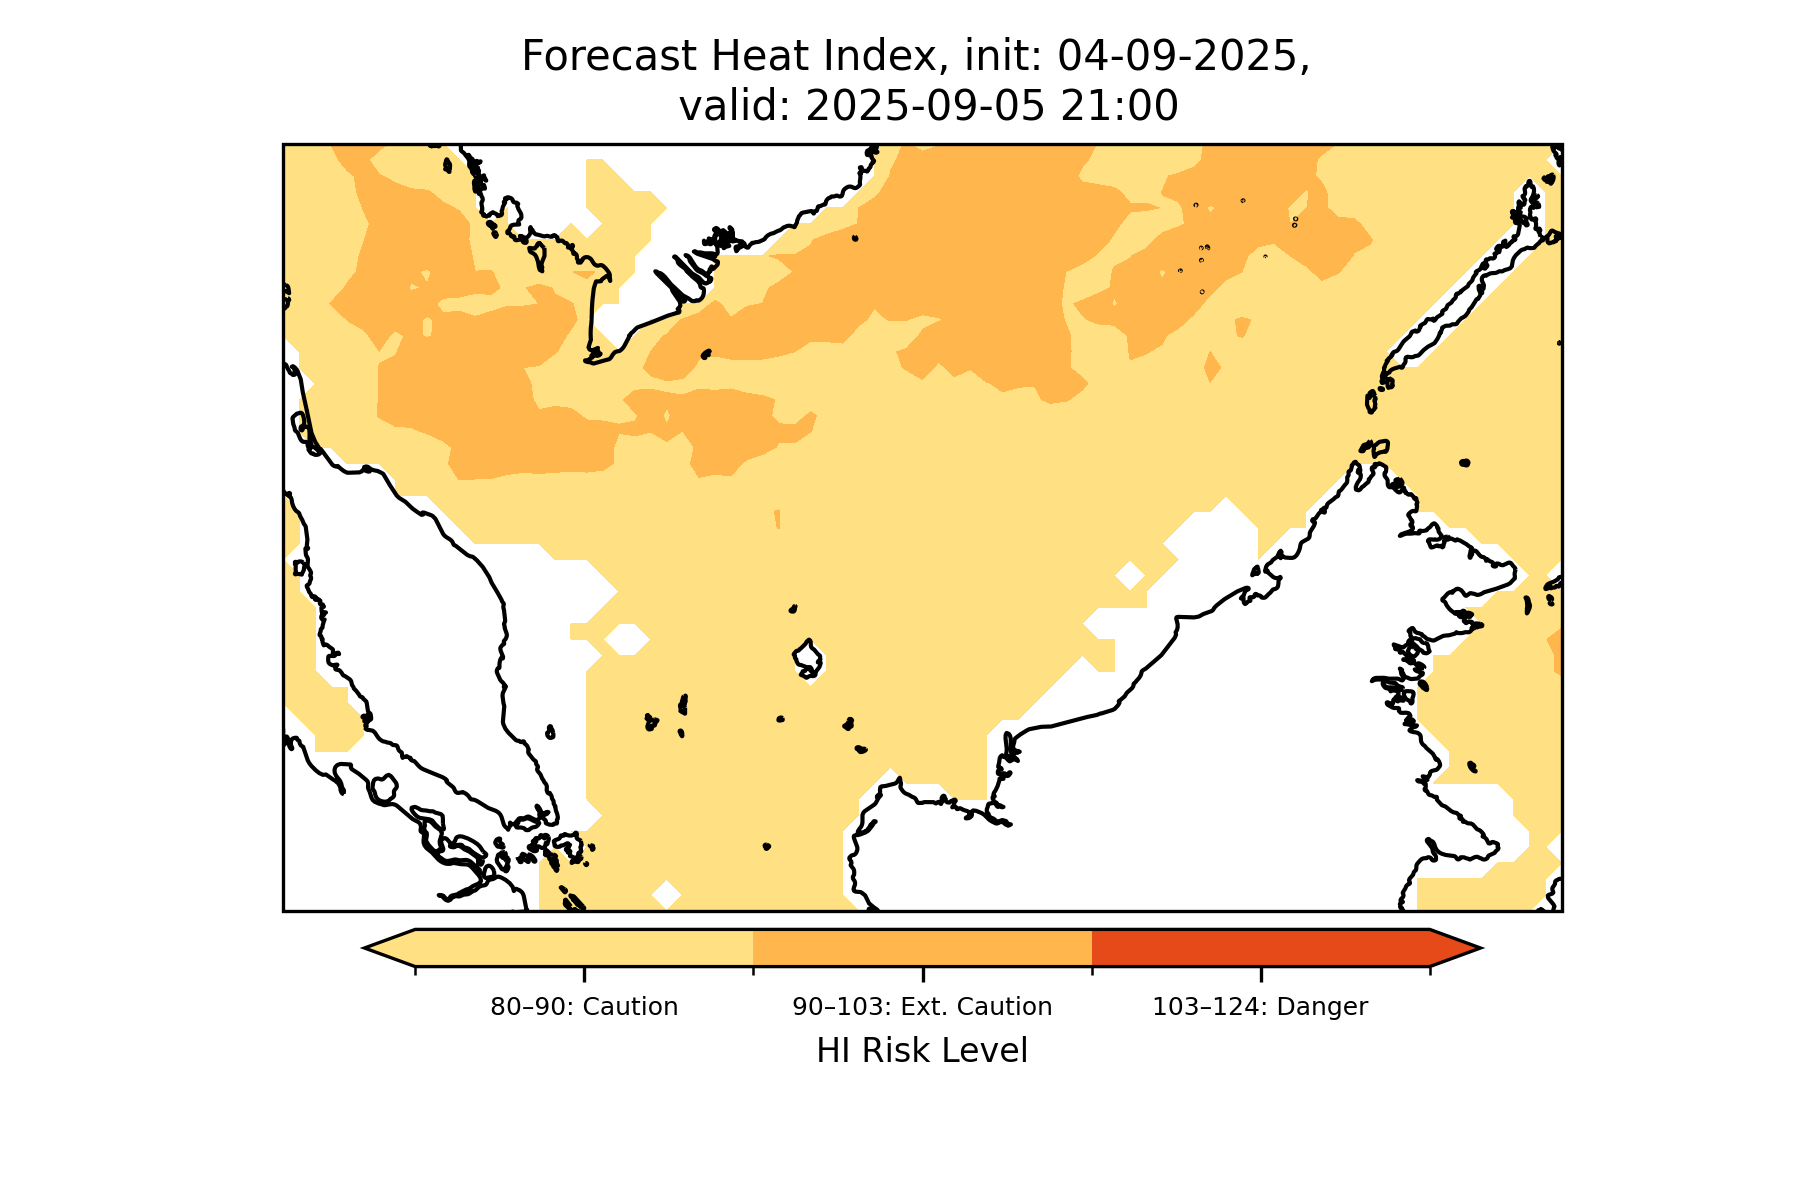 Forecast Heat Index, init: 04-09-2025,
valid: 2025-09-05 21:00
80–90: Caution
90–103: Ext. Caution
103–124: Danger
HI Risk Level